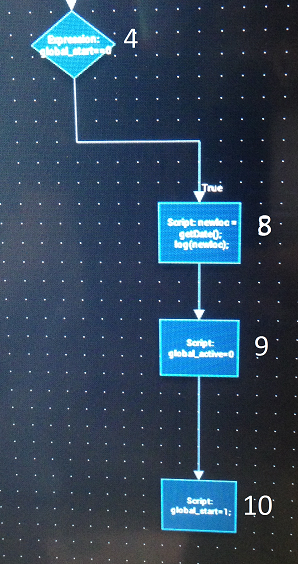 Expression:
global_start==0
4
True
Script: newloc =
getDate();
log(newloc);
8
Script:
global_active=0
9
Script:
global_start=1;
10